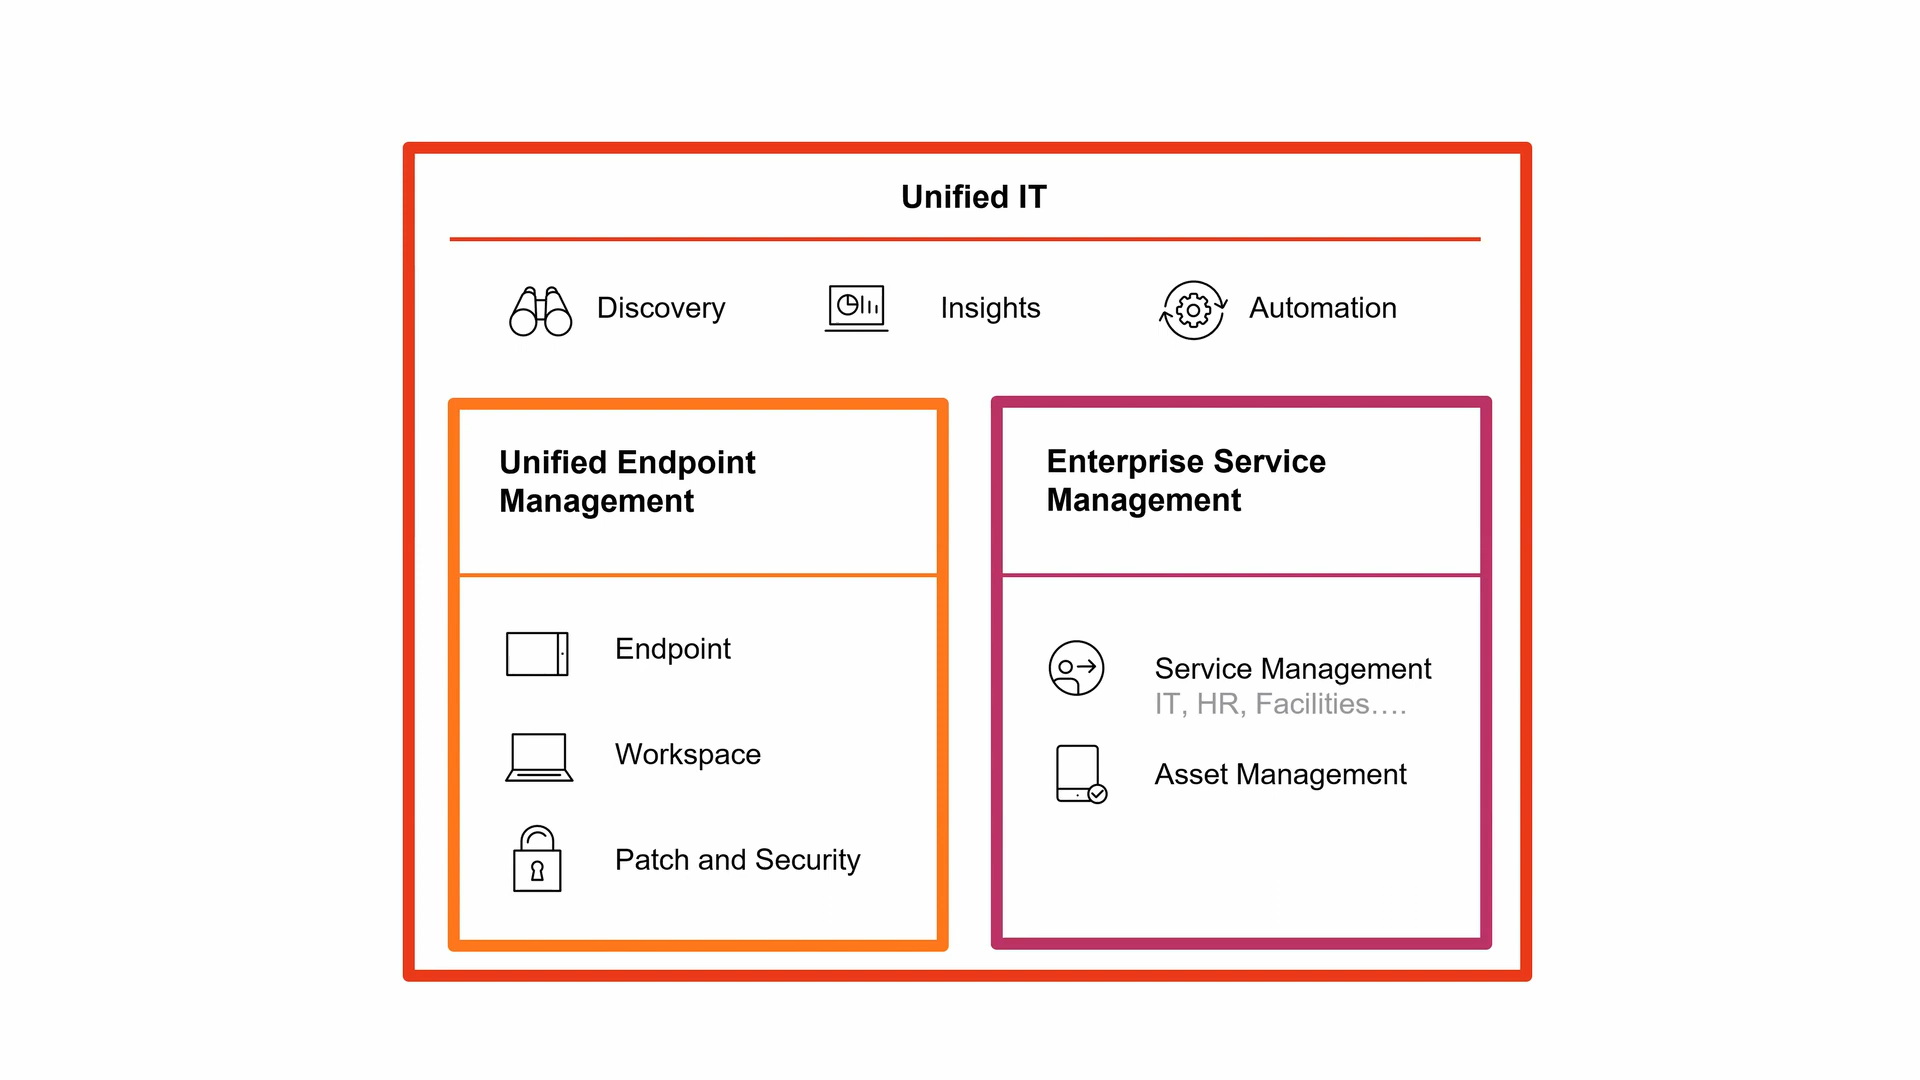 Unified IT
Discovery
Insights
Automation
Unified Endpoint
Management
Endpoint
Workspace
Patch and Security
Enterprise Service
Management
Service Management
IT, HR, Facilities....
Asset Management